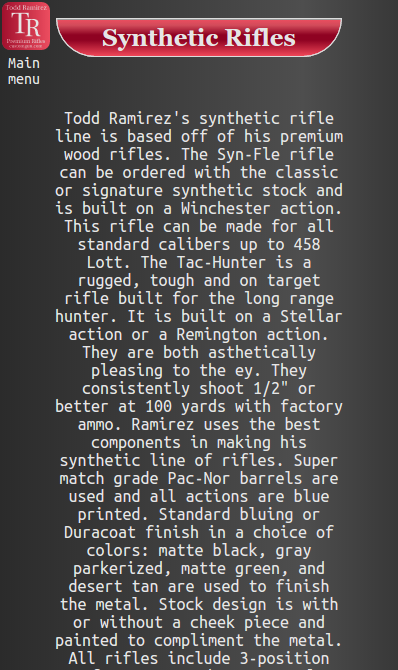 Todd Ramirez
TR
Premium Rifles
Synthetic Rifles
Main
menu
Todd Ramirez's synthetic rifle
line is based off of his premium
wood rifles. The Syn-Fle rifle
can be ordered with the classic
or signature synthetic stock and
is built on a Winchester action.
This rifle can be made for all
standard calibers up to 458
Lott. The Tac-Hunter is a
rugged, tough and on target
rifle built for the long range
hunter. It is built on a Stellar
action or a Remington action.
They are both asthetically
pleasing to the ey. They
consistently shoot 1/2" or
better at 100 yards with factory
ammo. Ramirez uses the best
components in making his
synthetic line of rifles. Super
match grade Pac-Nor barrels are
used and all actions are blue
printed. Standard bluing or
Duracoat finish in a choice of
colors: matte black, gray
parkerized, matte green, and
desert tan are used to finish
the metal. Stock design is with
or without a cheek piece and
painted to compliment the metal.
All rifles include 3-position